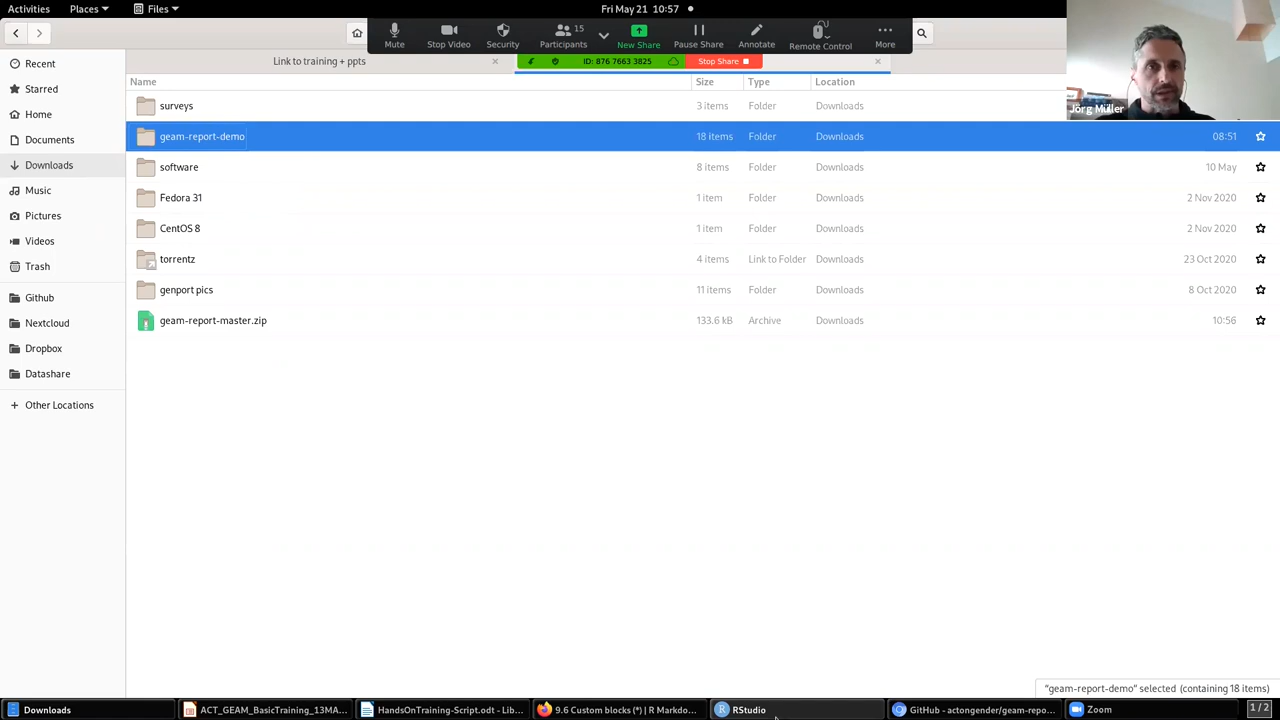 Activities Places Files Fri May 21 10:57
Mute Stop Video Security Participants 15 New Share Pause Share Annotate Remote Control More
Link to training + ppts ID: 876 7663 3825 Stop Share
Name Size Type Location
Jörg Müller
Recent
Starred
Home
Documents
Downloads
Music
Pictures
Videos
Trash
Github
Nextcloud
Dropbox
Datashare
Other Locations
surveys 3 items Folder Downloads
geam-report-demo 18 items Folder Downloads 08:51
software 8 items Folder Downloads 10 May
Fedora 31 1 item Folder Downloads 2 Nov 2020
CentOS 8 1 item Folder Downloads 2 Nov 2020
torrentz 4 items Link to Folder Downloads 23 Oct 2020
genport pics 11 items Folder Downloads 8 Oct 2020
geam-report-master.zip 133.6 kB Archive Downloads 10:56
"geam-report-demo" selected (containing 18 items)
Downloads ACT_GEAM_BasicTraining_13MA... HandsOnTraining-Script.odt - Lib... 9.6 Custom blocks (*) | R Markdo... RStudio GitHub - actongender/geam-repo... Zoom 1 / 2